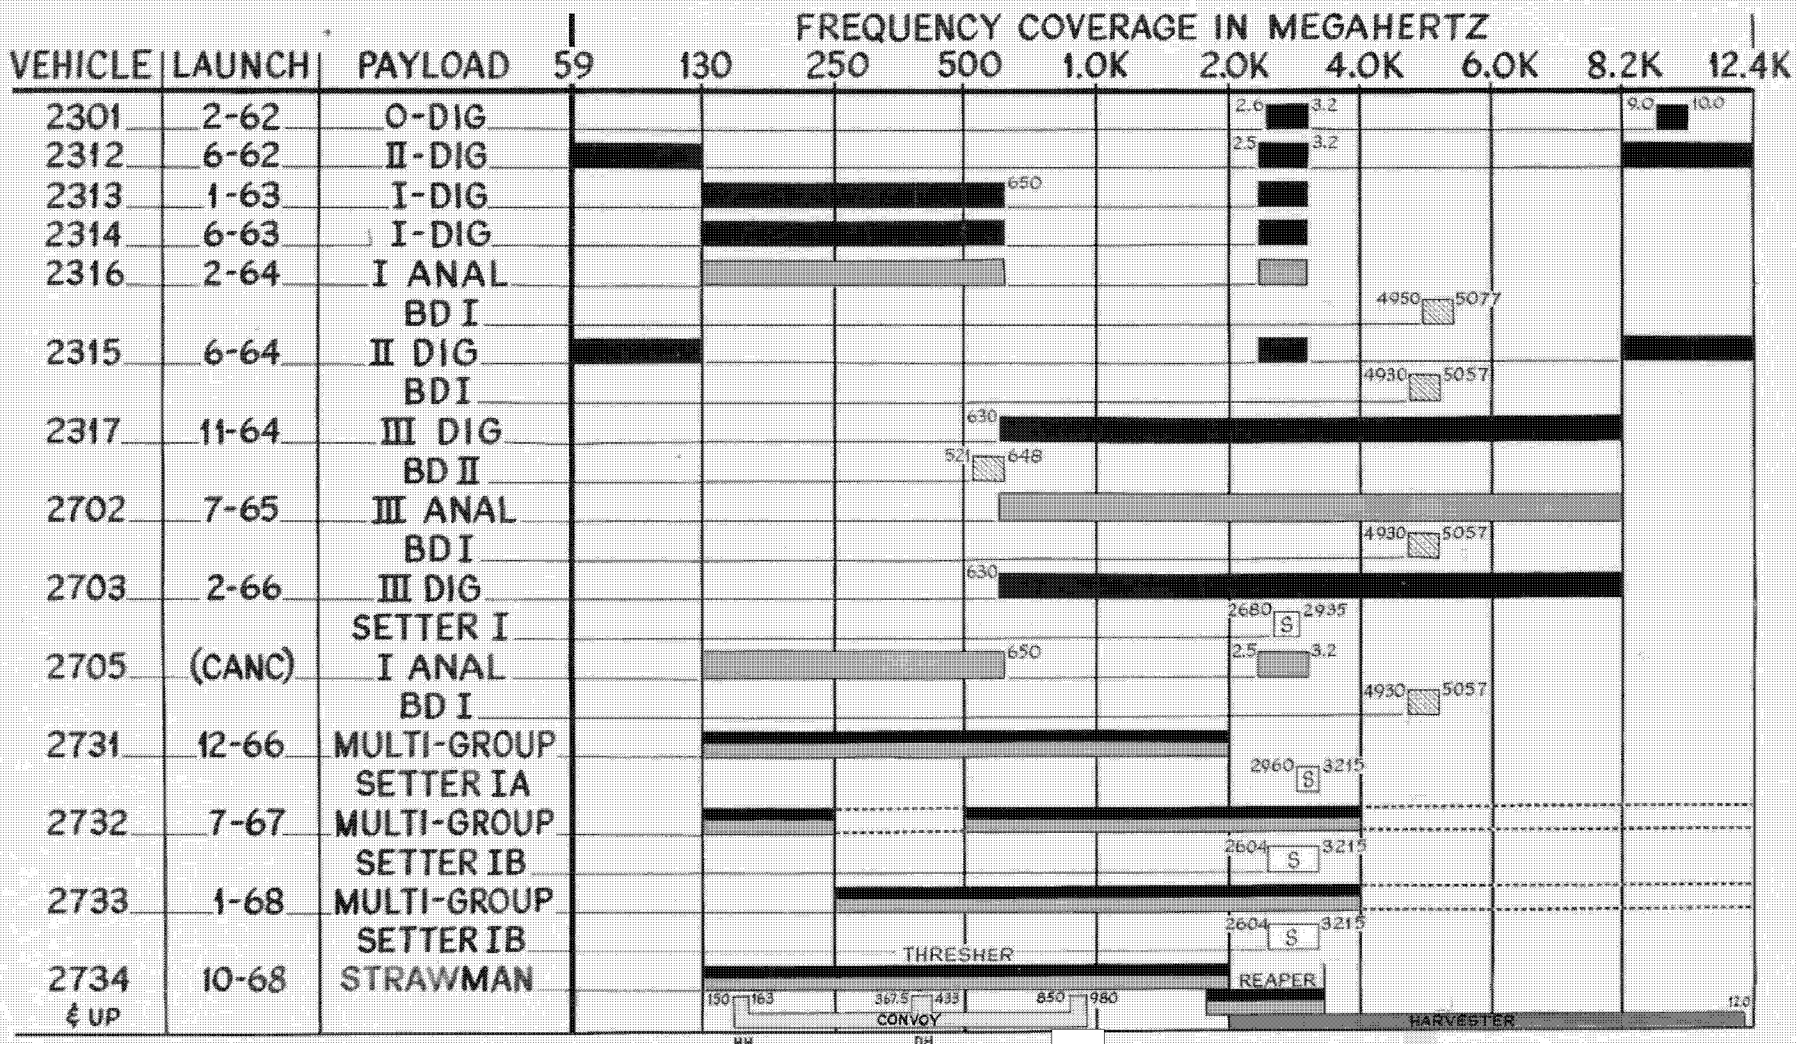 FREQUENCY COVERAGE IN MEGAHERTZ
VEHICLE LAUNCH PAYLOAD 59 130 250 500 1.0K 2.0K 4.0K 6.0K 8.2K 12.4K
2301 2-62 O-DIG 2.6 3.2 9.0 10.0
2312 6-62 II-DIG 2.5 3.2
2313 1-63 I-DIG 650
2314 6-63 I-DIG
2316 2-64 I ANAL
BD I 4950 5077
2315 6-64 II DIG
BD I 4930 5057
2317 11-64 III DIG 630
BD II 521 648
2702 7-65 III ANAL
BD I 4930 5057
2703 2-66 III DIG 630
SETTER I 2680 S 2935
2705 (CANC) I ANAL 650 2.5 3.2
BD I 4930 5057
2731 12-66 MULTI-GROUP
SETTER IA 2960 S 3215
2732 7-67 MULTI-GROUP
SETTER IB 2604 S 3215
2733 1-68 MULTI-GROUP
SETTER IB 2604 S 3215
THRESHER
2734 10-68 STRAWMAN REAPER
& UP 150 163 367.5 433 850 980 12.0
CONVOY HARVESTER